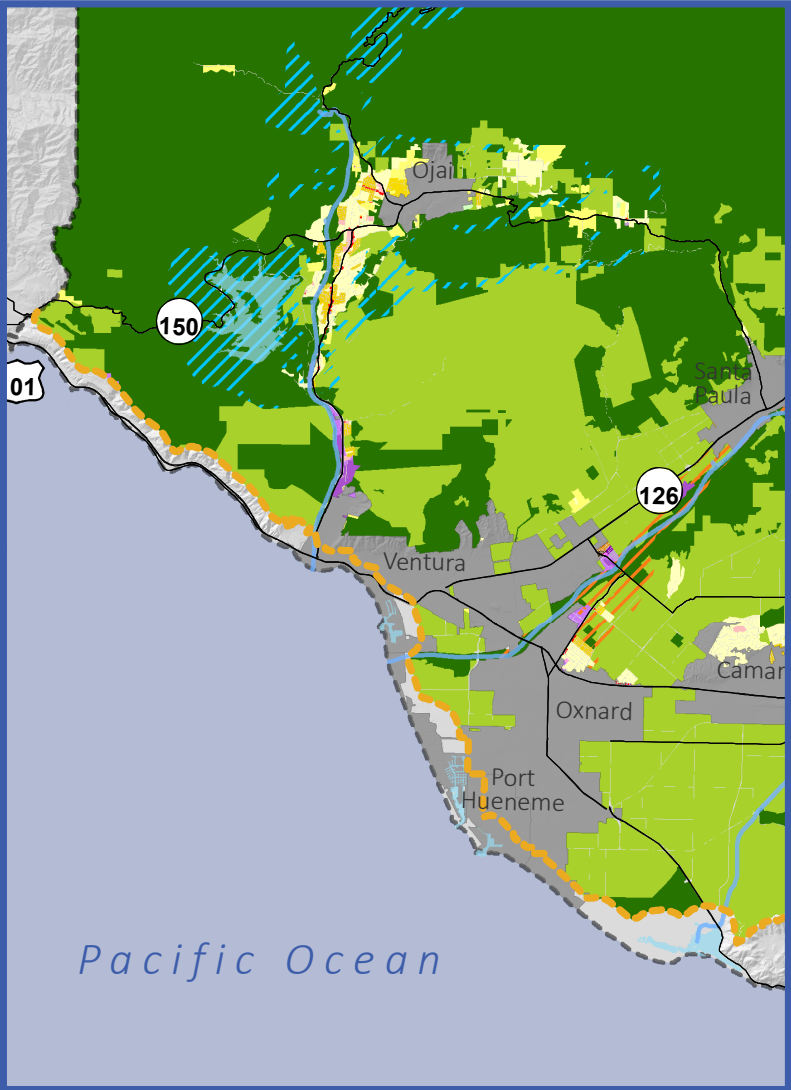 Ojai
150
01
Santa
Paula
126
Ventura
Camar
Oxnard
Port
Hueneme
Pacific Ocean